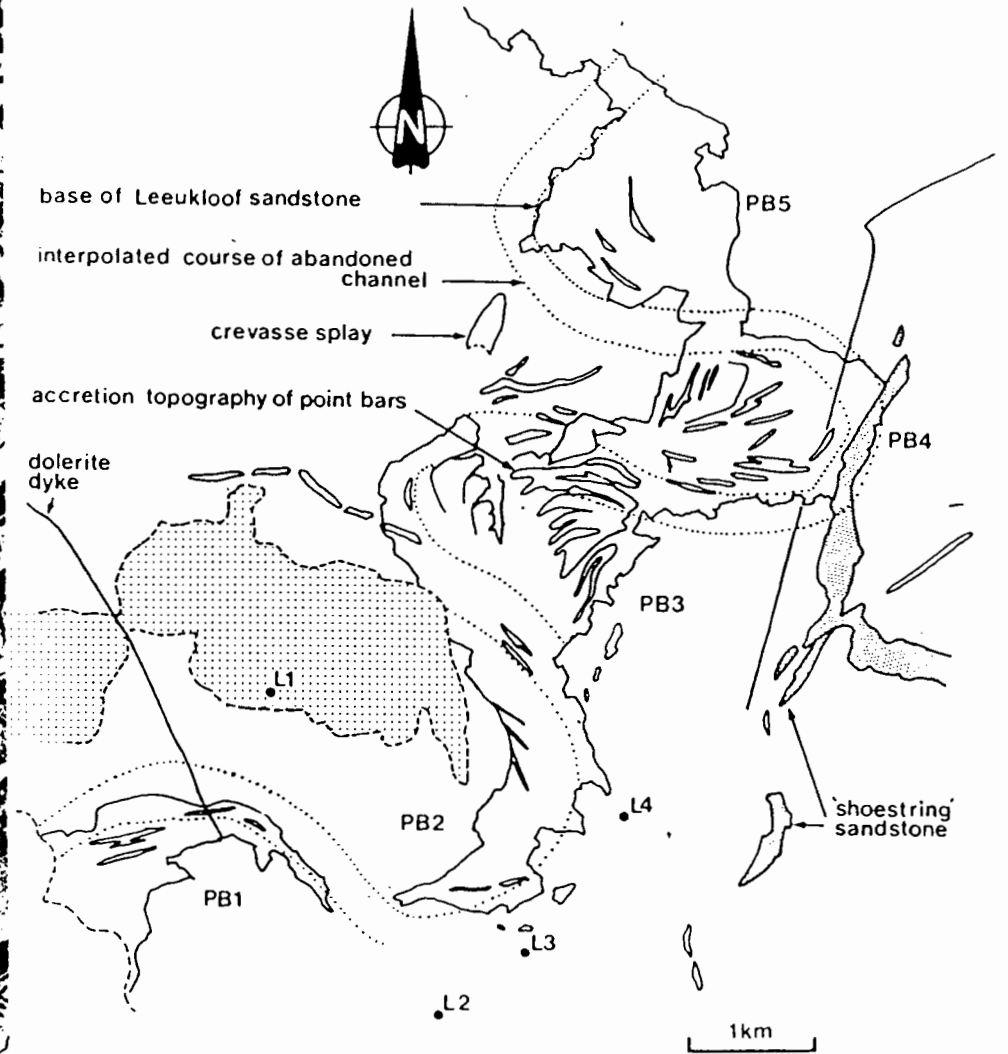 N
base of Leeukloof sandstone
PB5
interpolated course of abandoned
channel
crevasse splay
accretion topography of point bars
PB4
dolerite
dyke
PB3
L1
L4
'shoestring'
sandstone
PB2
PB1
L3
L2
1km